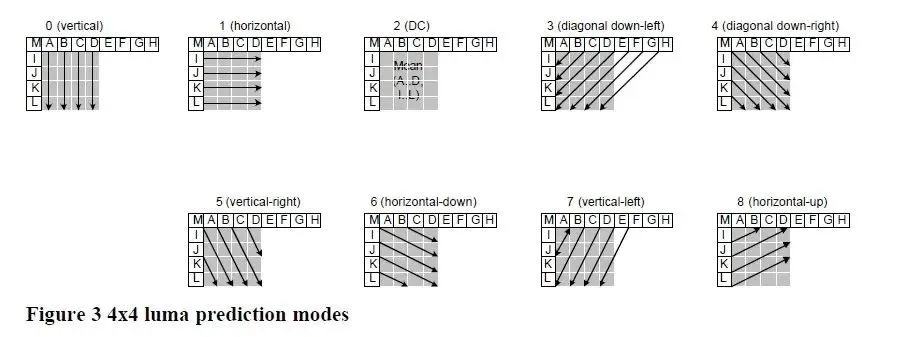 0 (vertical) 1 (horizontal) 2 (DC) 3 (diagonal down-left) 4 (diagonal down-right)
M A B C D E F G H M A B C D E F G H M A B C D E F G H M A B C D E F G H M A B C D E F G H
I I I Mean I I
J J J (A..D, J J
K K K I..L) K K
L L L L L
5 (vertical-right) 6 (horizontal-down) 7 (vertical-left) 8 (horizontal-up)
M A B C D E F G H M A B C D E F G H M A B C D E F G H M A B C D E F G H
I I I I
J J J J
K K K K
L L L L
Figure 3 4x4 luma prediction modes